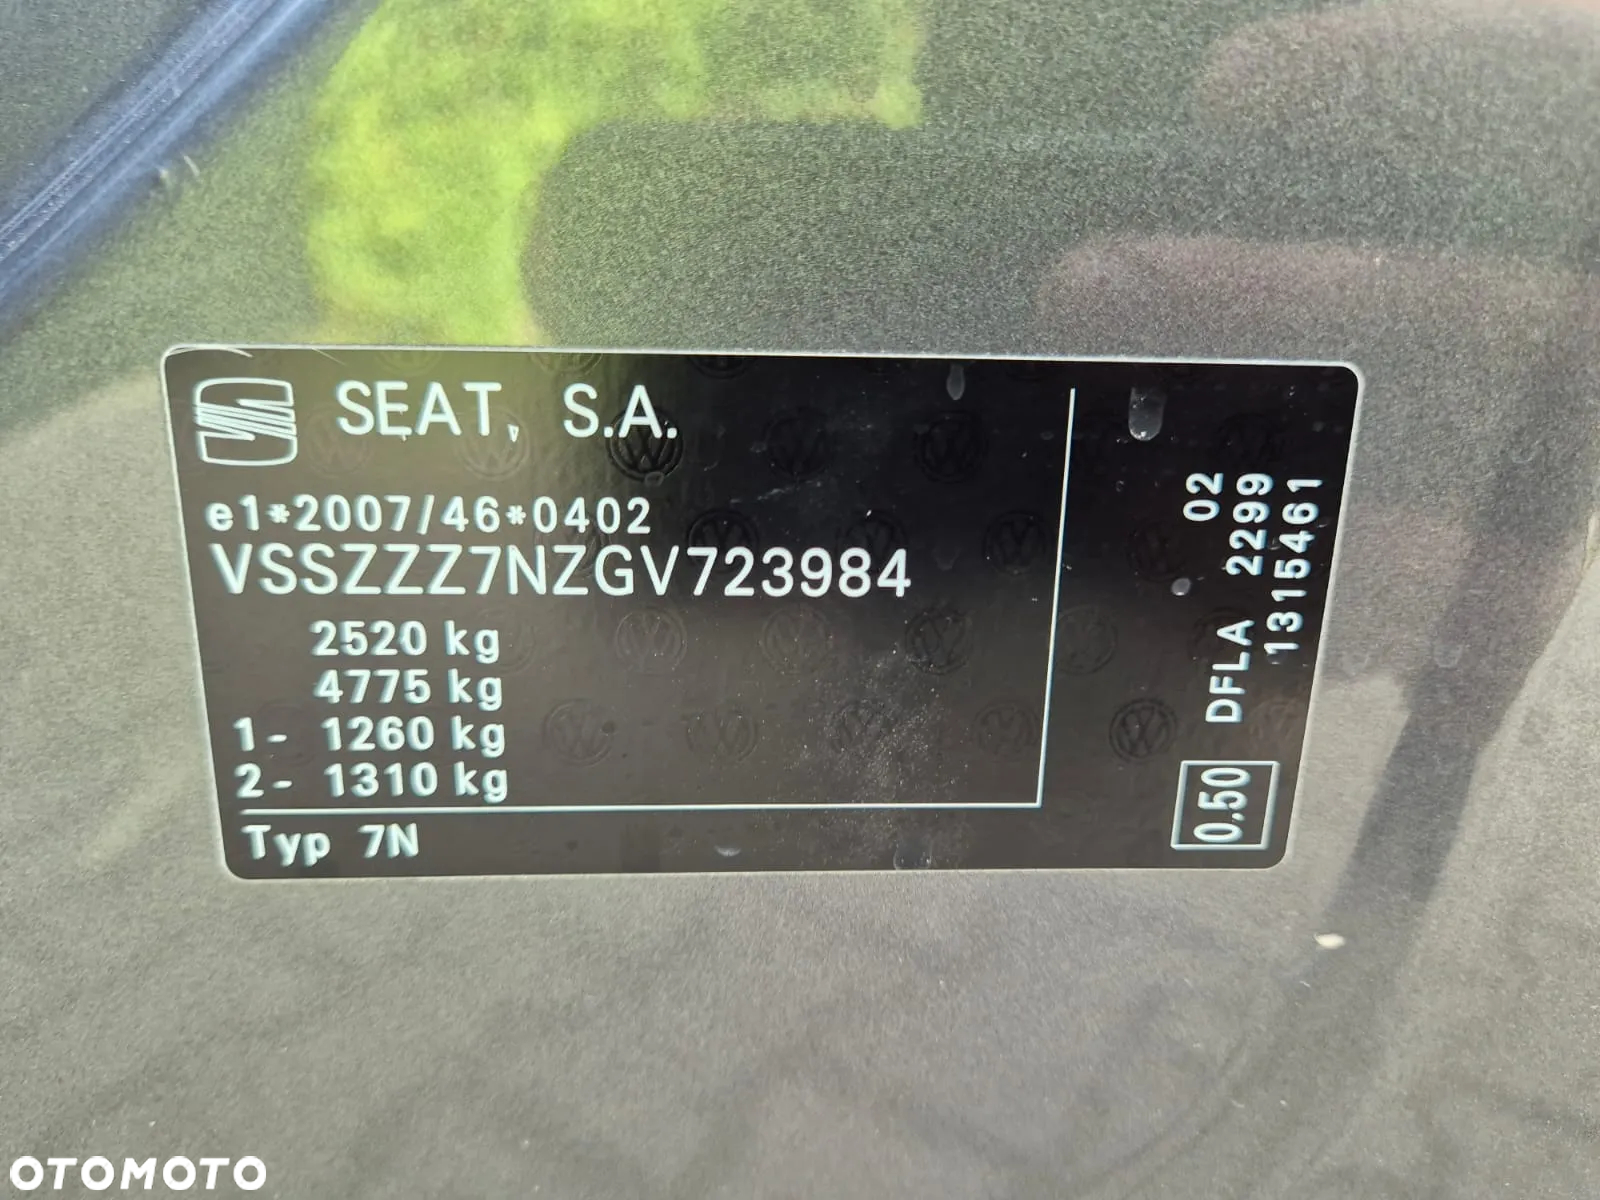 SEAT, S.A.
e1*2007/46*0402
VSSZZZ7NZGV723984
2520 kg
4775 kg
1- 1260 kg
2- 1310 kg
Typ 7N
02
DFLA 2299
1315461
0.50
OTOMOTO